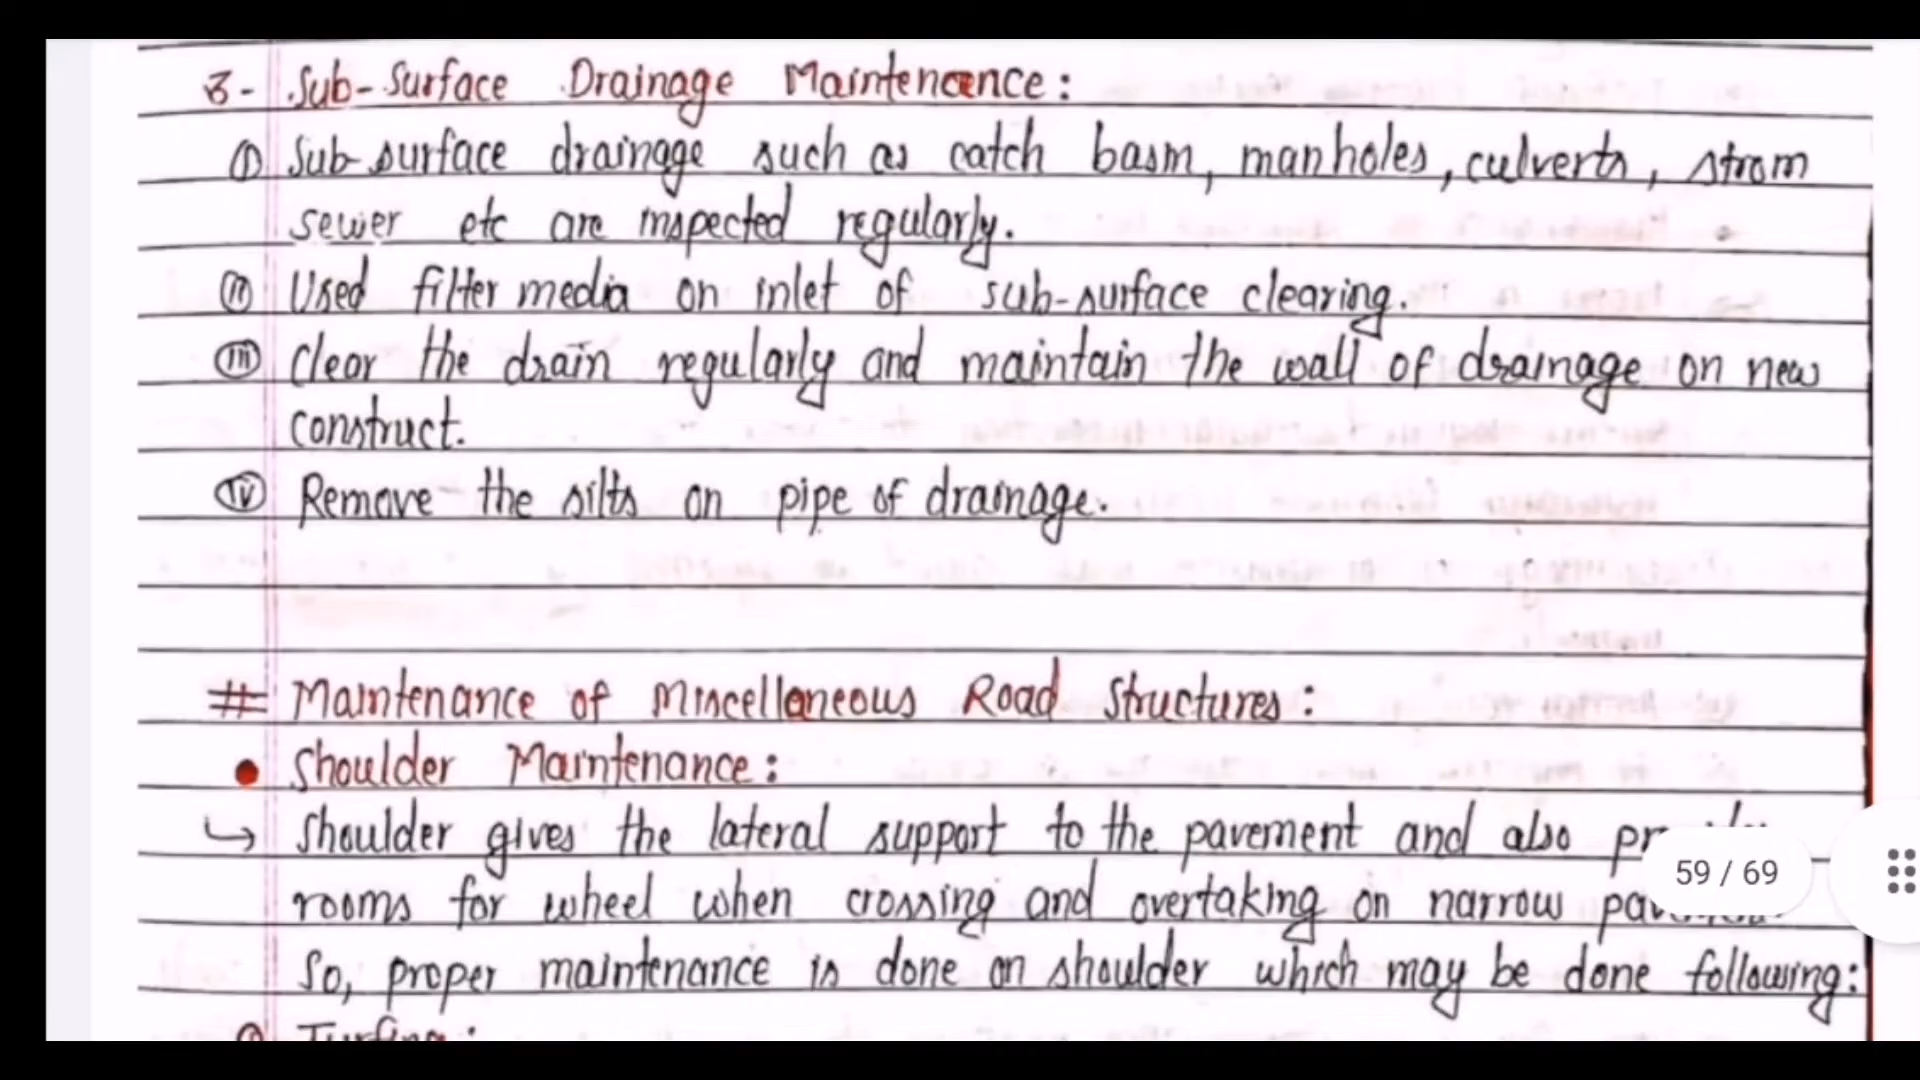 3- Sub-Surface Drainage Maintenance:
(i) Sub-surface drainage such as catch basin, manholes, culverts, strom
sewer etc are inspected regularly.
(ii) Used filter media on inlet of sub-surface clearing.
(iii) Clear the drain regularly and maintain the wall of drainage on new
construct.
(iv) Remove the silts on pipe of drainage.
# Maintenance of Miscellaneous Road Structures:
• Shoulder Maintenance:
↳ Shoulder gives the lateral support to the pavement and also
rooms for wheel when crossing and overtaking on narrow
59 / 69
So, proper maintenance is done on shoulder which may be done following:
Turfing: